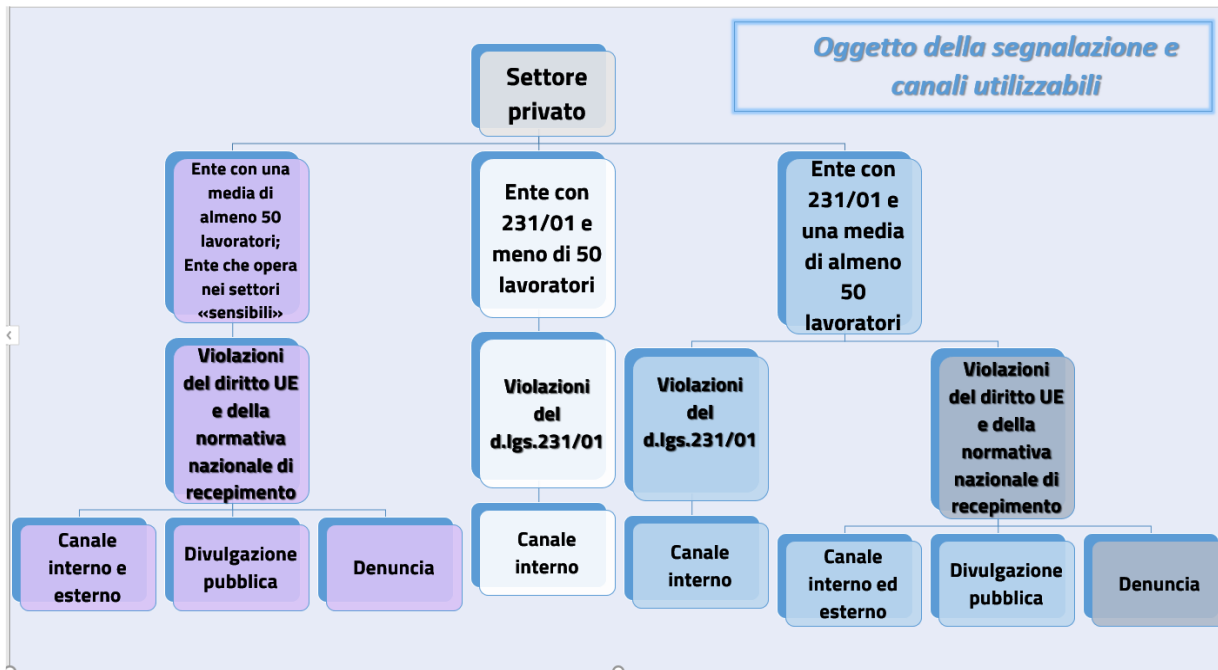 Oggetto della segnalazione e
canali utilizzabili
Settore
privato
Ente con una
media di
almeno 50
lavoratori;
Ente che opera
nei settori
«sensibili»
Ente con
231/01 e
meno di 50
lavoratori
Ente con
231/01 e
una media
di almeno
50
lavoratori
Violazioni
del diritto UE
e della
normativa
nazionale di
recepimento
Violazioni
del
d.lgs.231/01
Violazioni
del
d.lgs.231/01
Violazioni
del diritto UE
e della
normativa
nazionale di
recepimento
Canale
interno e
esterno
Divulgazione
pubblica
Denuncia
Canale
interno
Canale
interno
Canale
interno ed
esterno
Divulgazione
pubblica
Denuncia